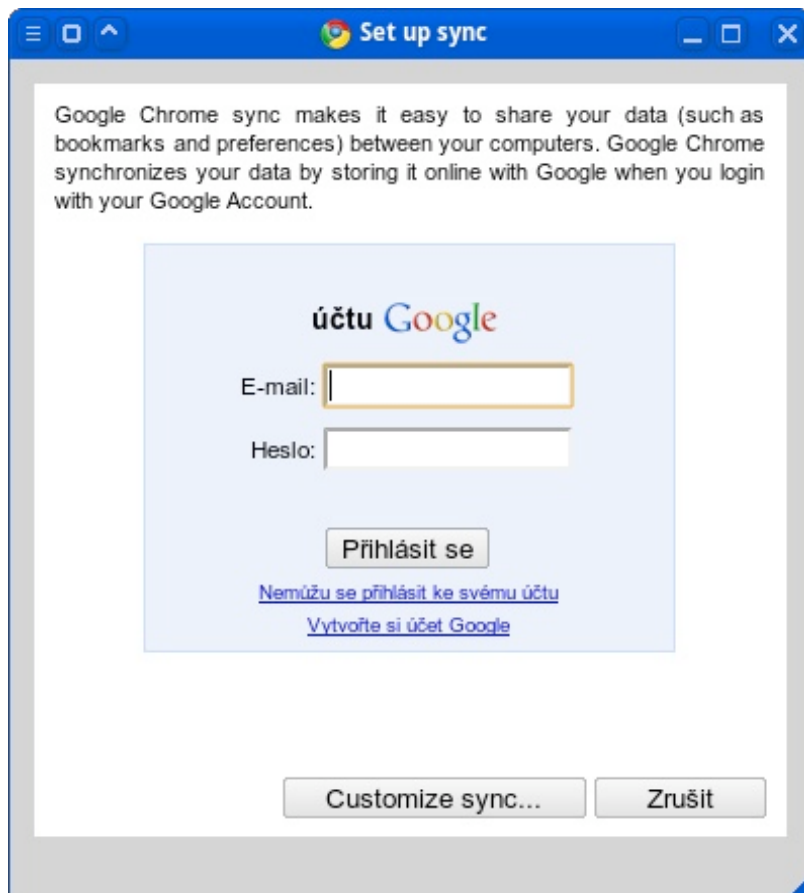 Set up sync
Google Chrome sync makes it easy to share your data (such as
bookmarks and preferences) between your computers. Google Chrome
synchronizes your data by storing it online with Google when you login
with your Google Account.
účtu Google
E-mail:
Heslo:
Přihlásit se
Nemůžu se přihlásit ke svému účtu
Vytvořte si účet Google
Customize sync...
Zrušit